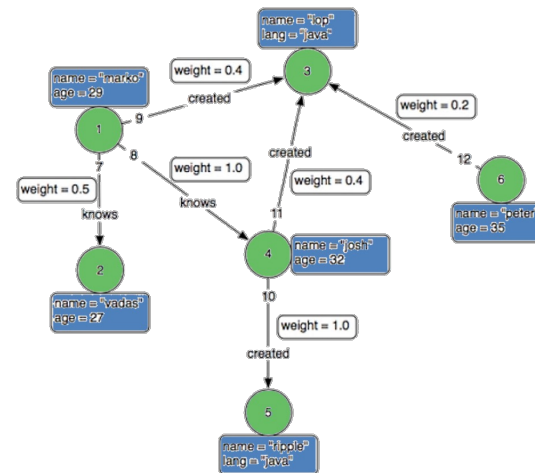 name = "lop"
lang = "java"
weight = 0.4
3
name = "marko"
age = 29
created
weight = 0.2
1
9
created
8
weight = 1.0
created
12
7
6
weight = 0.5
weight = 0.4
knows
knows
11
name = "peter"
age = 35
4
name = "josh"
age = 32
2
10
name = "vadas"
age = 27
weight = 1.0
created
5
name = "ripple"
lang = "java"